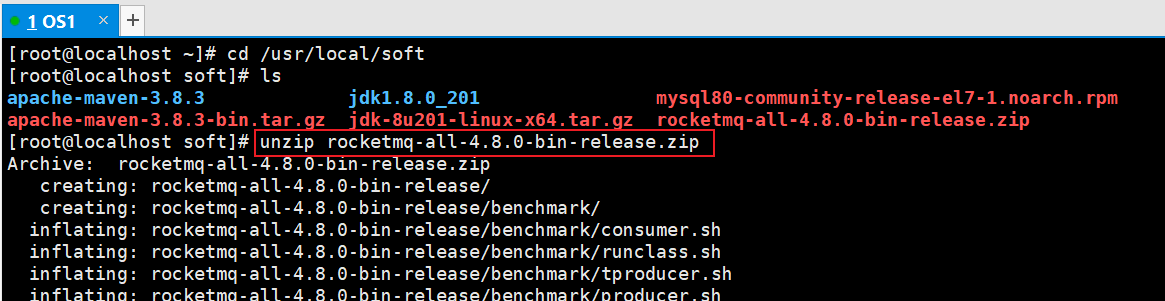 1 OS1 × +
[root@localhost ~]# cd /usr/local/soft
[root@localhost soft]# ls
apache-maven-3.8.3 jdk1.8.0_201 mysql80-community-release-el7-1.noarch.rpm
apache-maven-3.8.3-bin.tar.gz jdk-8u201-linux-x64.tar.gz rocketmq-all-4.8.0-bin-release.zip
[root@localhost soft]# unzip rocketmq-all-4.8.0-bin-release.zip
Archive:  rocketmq-all-4.8.0-bin-release.zip
creating: rocketmq-all-4.8.0-bin-release/
creating: rocketmq-all-4.8.0-bin-release/benchmark/
inflating: rocketmq-all-4.8.0-bin-release/benchmark/consumer.sh
inflating: rocketmq-all-4.8.0-bin-release/benchmark/runclass.sh
inflating: rocketmq-all-4.8.0-bin-release/benchmark/tproducer.sh
inflating: rocketmq-all-4.8.0-bin-release/benchmark/producer.sh